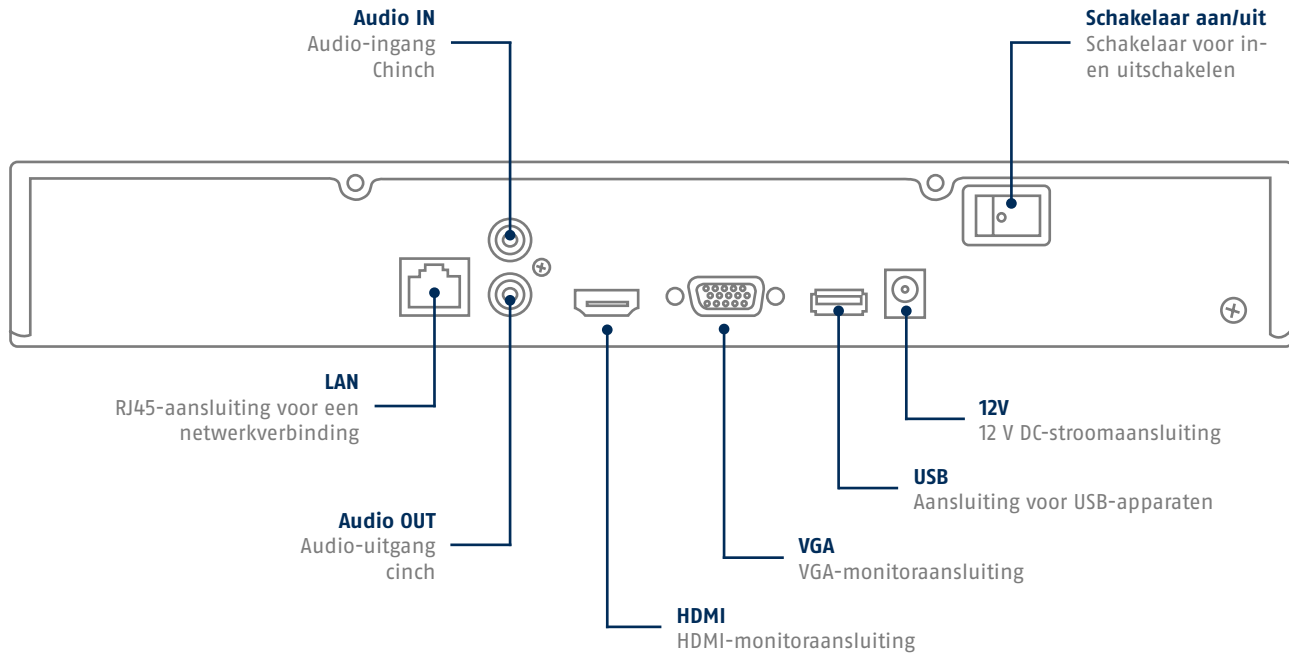 Audio IN
Audio-ingang
Chinch
Schakelaar aan/uit
Schakelaar voor in-
en uitschakelen
LAN
RJ45-aansluiting voor een
netwerkverbinding
12V
12 V DC-stroomaansluiting
USB
Aansluiting voor USB-apparaten
Audio OUT
Audio-uitgang
cinch
VGA
VGA-monitoraansluiting
HDMI
HDMI-monitoraansluiting